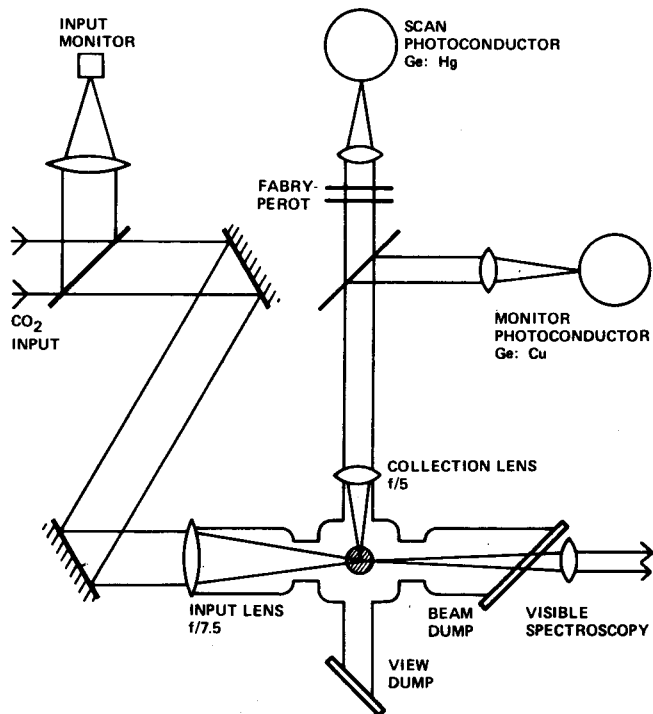 INPUT
MONITOR
SCAN
PHOTOCONDUCTOR
Ge: Hg
FABRY-
PEROT
CO2
INPUT
MONITOR
PHOTOCONDUCTOR
Ge: Cu
COLLECTION LENS
f/5
INPUT LENS
f/7.5
BEAM
DUMP
VISIBLE
SPECTROSCOPY
VIEW
DUMP